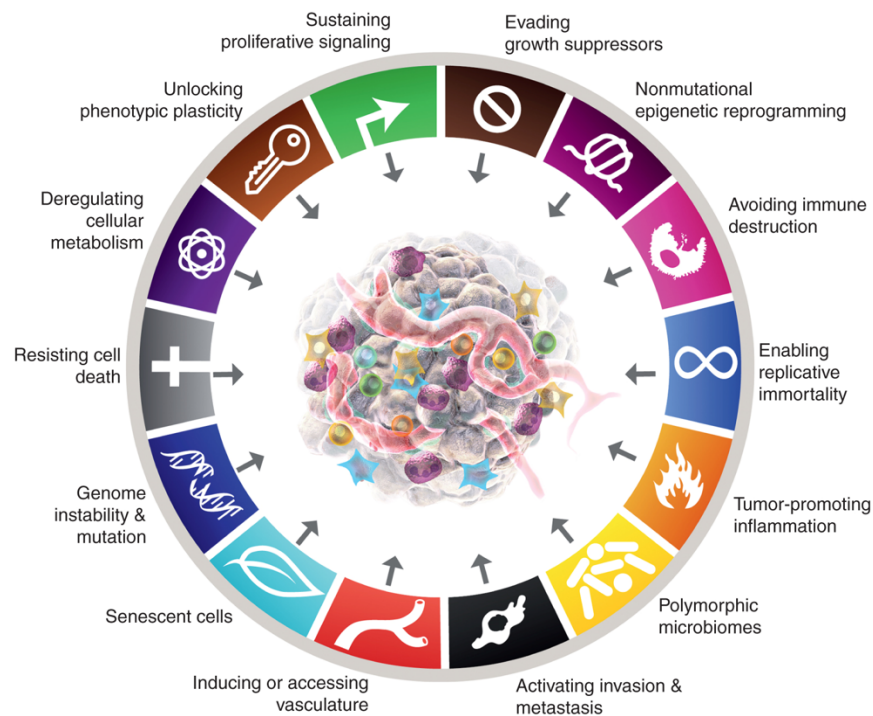 Sustaining
proliferative signaling
Evading
growth suppressors
Nonmutational
epigenetic reprogramming
Avoiding immune
destruction
Enabling
replicative
immortality
Tumor-promoting
inflammation
Polymorphic
microbiomes
Activating invasion &
metastasis
Inducing or accessing
vasculature
Senescent cells
Genome
instability &
mutation
Resisting cell
death
Deregulating
cellular
metabolism
Unlocking
phenotypic plasticity